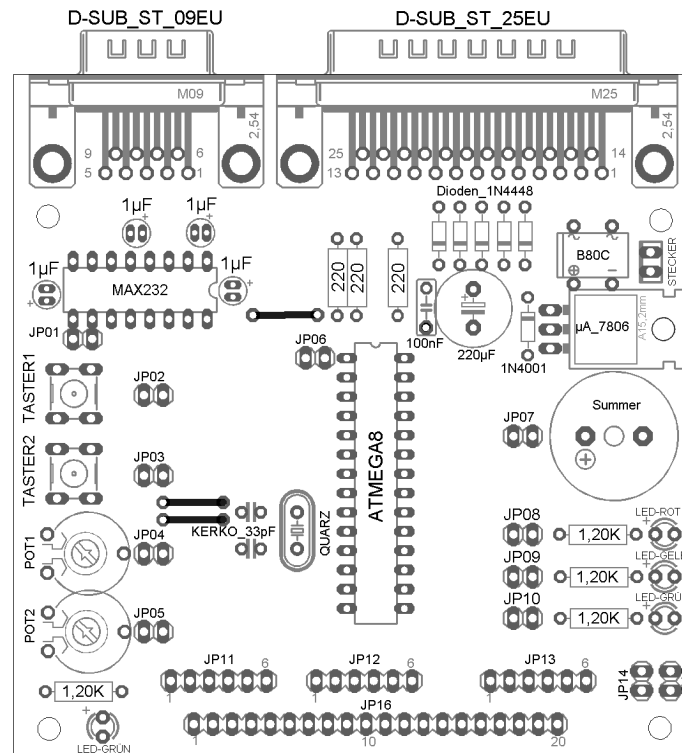 D-SUB_ST_09EU
D-SUB_ST_25EU
M09
M25
2,54
2,54
9
6
5
1
25
14
13
1
Dioden_1N4448
1µF
1µF
1µF
1µF
MAX232
220
220
220
B80C
STECKER
µA_7806
A15,2mm
100nF
220µF
1N4001
JP01
JP06
TASTER1
JP02
Summer
JP07
TASTER2
JP03
ATMEGA8
KERKO_33pF
QUARZ
POT1
JP04
JP08
1,20K
LED-ROT
JP09
1,20K
LED-GELB
JP10
1,20K
LED-GRÜN
POT2
JP05
JP11
1
6
JP12
1
6
JP13
1
6
JP14
1,20K
LED-GRÜN
JP16
1
10
20